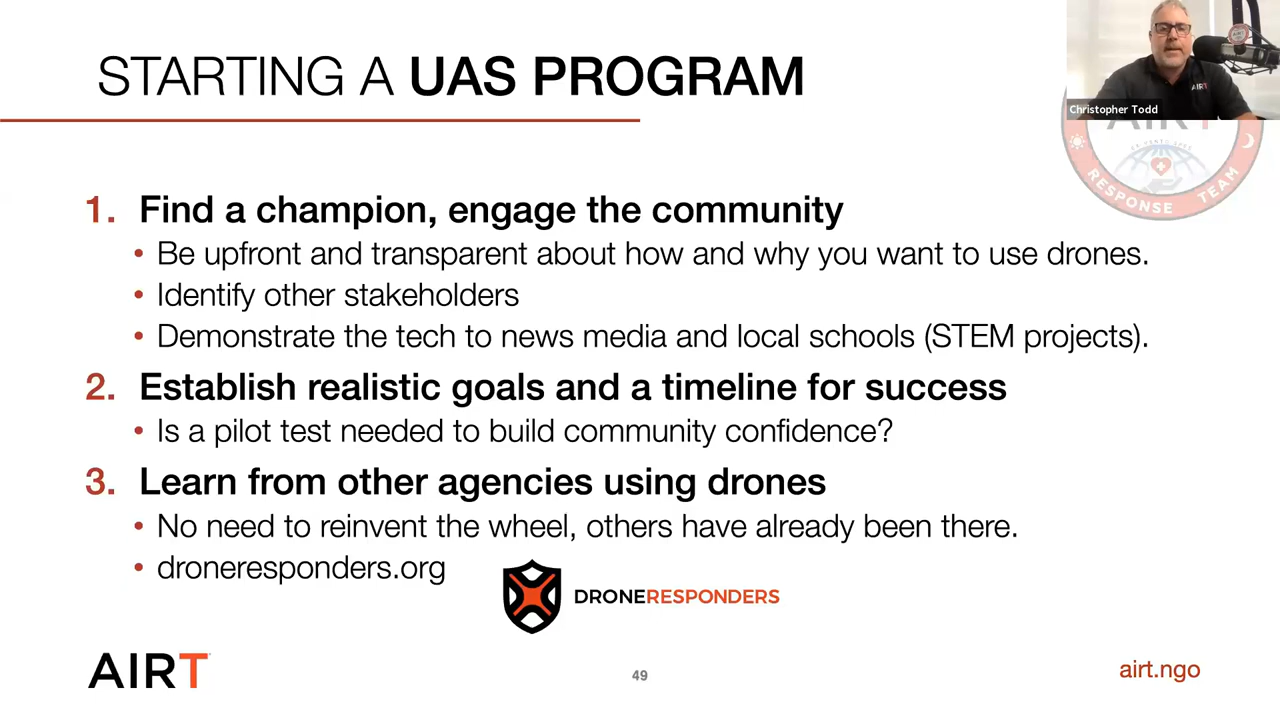 STARTING A UAS PROGRAM
Christopher Todd
AIRT
AIRT
RESPONSE TEAM
1. Find a champion, engage the community
• Be upfront and transparent about how and why you want to use drones.
• Identify other stakeholders
• Demonstrate the tech to news media and local schools (STEM projects).
2. Establish realistic goals and a timeline for success
• Is a pilot test needed to build community confidence?
3. Learn from other agencies using drones
• No need to reinvent the wheel, others have already been there.
• droneresponders.org
DRONERESPONDERS
AIRT
49
airt.ngo